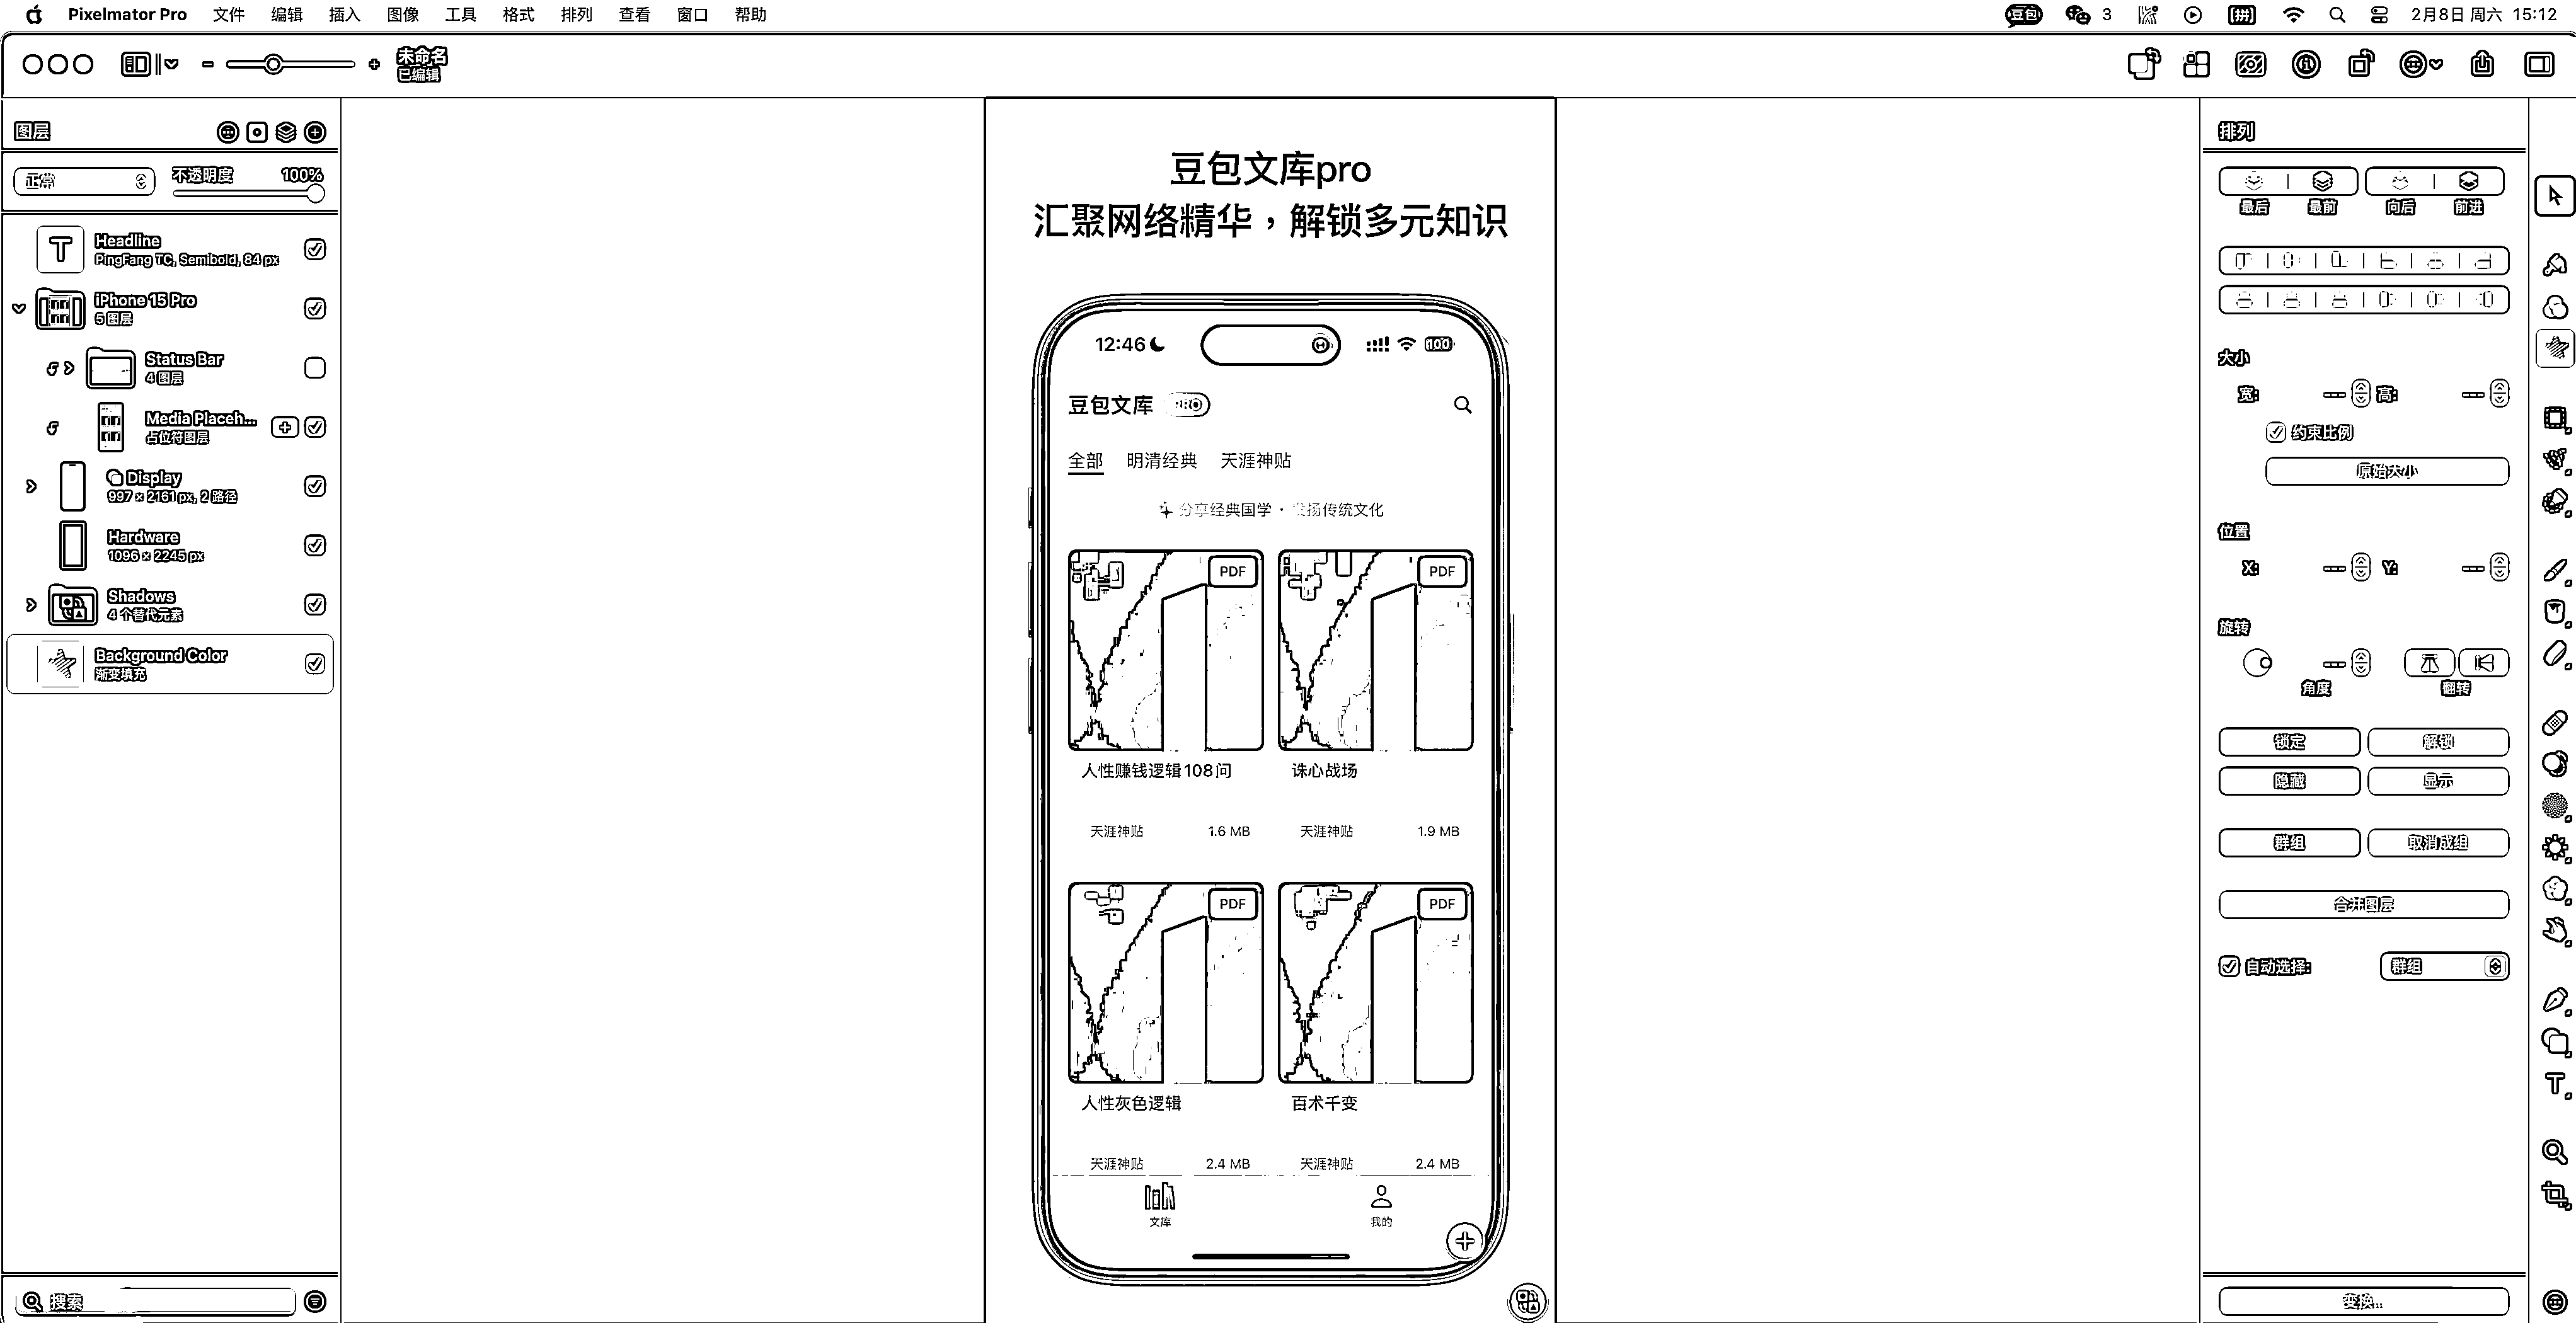 Pixelmator Pro 文件 编辑 插入 图像 工具 格式 排列 查看 窗口 帮助
豆包 3 拼 2月8日 周六 15:12
未命名
已编辑
图层
正常 不透明度 100%
Headline
PingFang TC, Semibold, 84 px
iPhone 15 Pro
5 图层
Status Bar
4 图层
Media Placeh...
占位符图层
Display
997 × 2161 px, 2 路径
Hardware
1096 × 2245 px
Shadows
4 个替代元素
Background Color
渐变填充
搜索
豆包文库pro
汇聚网络精华，解锁多元知识
12:46 100
豆包文库 PRO
全部 明清经典 天涯神贴
分享经典国学 · 发扬传统文化
PDF PDF
人性赚钱逻辑108问 诛心战场
天涯神贴 1.6 MB 天涯神贴 1.9 MB
PDF PDF
人性灰色逻辑 百术千变
天涯神贴 2.4 MB 天涯神贴 2.4 MB
文库 我的
排列
最后 最前 向后 前进
大小
宽: 高:
约束比例
原始大小
位置
X: Y:
旋转
角度 翻转
锁定 解锁
隐藏 显示
群组 取消成组
合并图层
自动选择: 群组
变换...